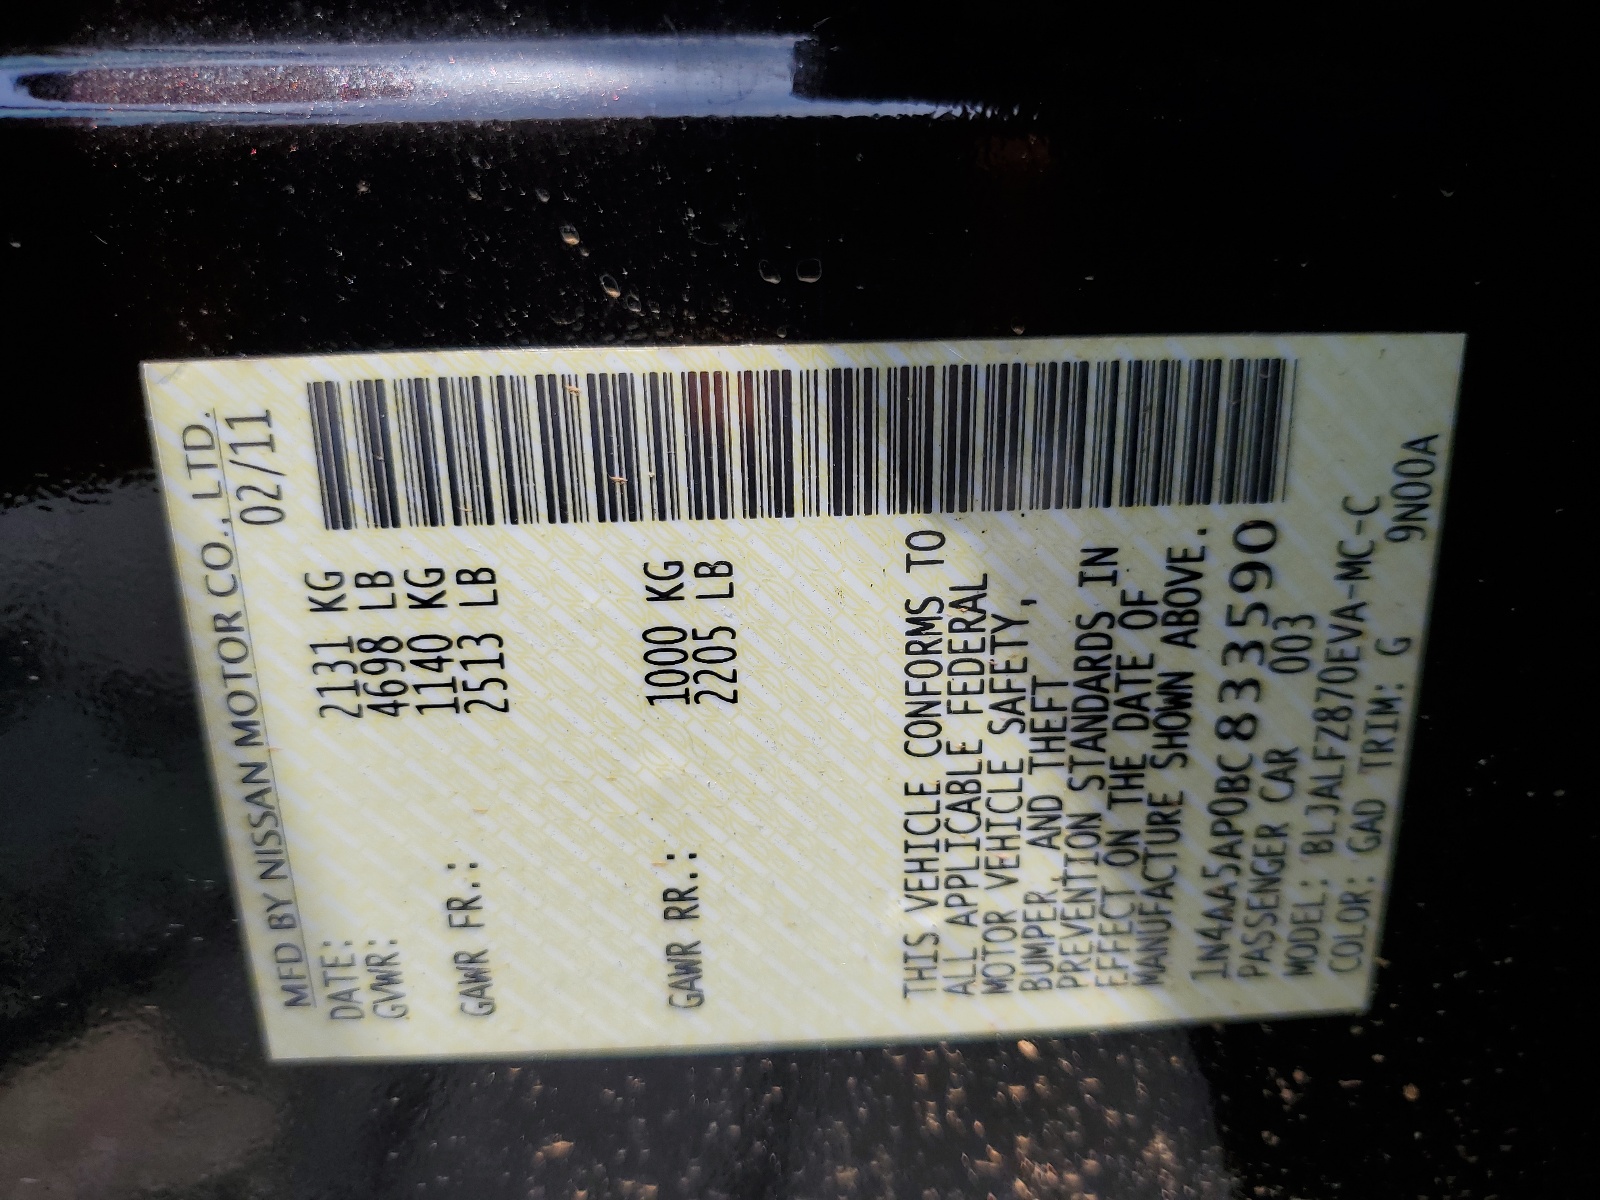 MFD BY NISSAN MOTOR CO., LTD.
DATE: 02/11
GVWR: 2131 KG
4698 LB
GAWR FR.: 1140 KG
2513 LB
GAWR RR.: 1000 KG
2205 LB
THIS VEHICLE CONFORMS TO
ALL APPLICABLE FEDERAL
MOTOR VEHICLE SAFETY,
BUMPER, AND THEFT
PREVENTION STANDARDS IN
EFFECT ON THE DATE OF
MANUFACTURE SHOWN ABOVE.
1N4AA5AP0BC833590
PASSENGER CAR 003
MODEL: BLJALFZ870EVA-MC-C
COLOR: GAD TRIM: G 9N00A